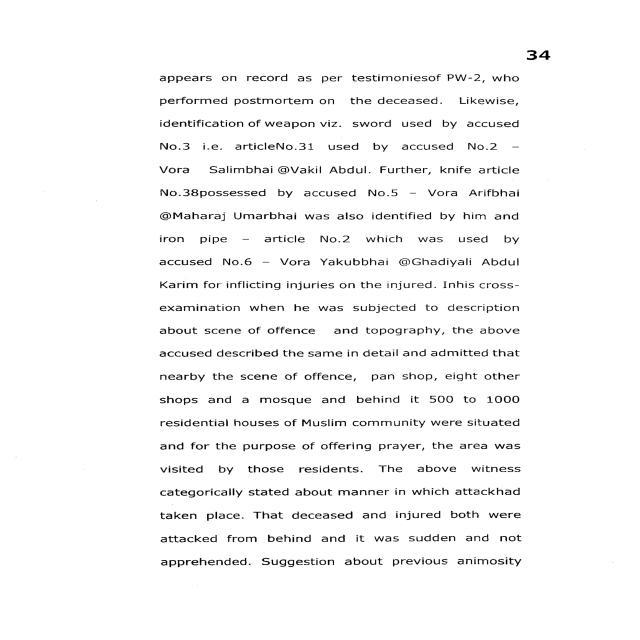 34
appears on record as per testimoniesof PW-2, who
performed postmortem on the deceased. Likewise,
identification of weapon viz. sword used by accused
No.3 i.e. articleNo.31 used by accused No.2 –
Vora Salimbhai @Vakil Abdul. Further, knife article
No.38possessed by accused No.5 – Vora Arifbhai
@Maharaj Umarbhai was also identified by him and
iron pipe – article No.2 which was used by
accused No.6 – Vora Yakubbhai @Ghadiyali Abdul
Karim for inflicting injuries on the injured. Inhis cross-
examination when he was subjected to description
about scene of offence and topography, the above
accused described the same in detail and admitted that
nearby the scene of offence, pan shop, eight other
shops and a mosque and behind it 500 to 1000
residential houses of Muslim community were situated
and for the purpose of offering prayer, the area was
visited by those residents. The above witness
categorically stated about manner in which attackhad
taken place. That deceased and injured both were
attacked from behind and it was sudden and not
apprehended. Suggestion about previous animosity